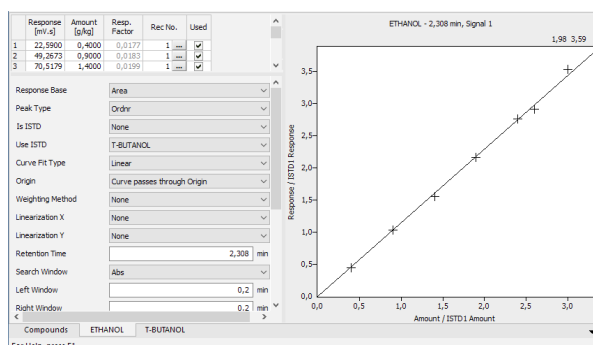 Response Amount Resp. Rec No. Used
[mV.s] [g/kg] Factor
1 22,5900 0,4000 0,0177 1 ...
2 49,2673 0,9000 0,0183 1 ...
3 70,5179 1,4000 0,0199 1 ...
Response Base Area
Peak Type Ordnr
Is ISTD None
Use ISTD T-BUTANOL
Curve Fit Type Linear
Origin Curve passes through Origin
Weighting Method None
Linearization X None
Linearization Y None
Retention Time 2,308 min
Search Window Abs
Left Window 0,2 min
Right Window 0,2 min
Compounds ETHANOL T-BUTANOL
For Help, press F1
ETHANOL - 2,308 min, Signal 1
1,98 3,59
3,5
3,0
2,5
2,0
1,5
1,0
0,5
0,0
Response / ISTD1 Response
0,0 0,5 1,0 1,5 2,0 2,5 3,0
Amount / ISTD1 Amount